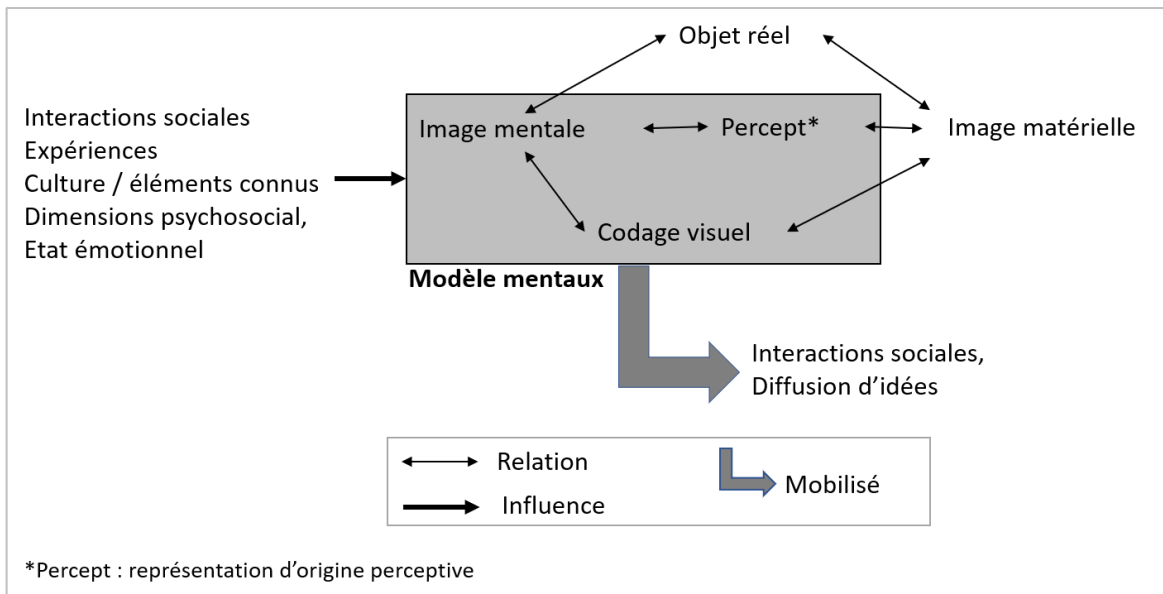 Objet réel
Interactions sociales
Expériences
Culture / éléments connus
Dimensions psychosocial,
Etat émotionnel
Image mentale
Percept*
Image matérielle
Codage visuel
Modèle mentaux
Interactions sociales,
Diffusion d'idées
Relation
Influence
Mobilisé
*Percept : représentation d'origine perceptive